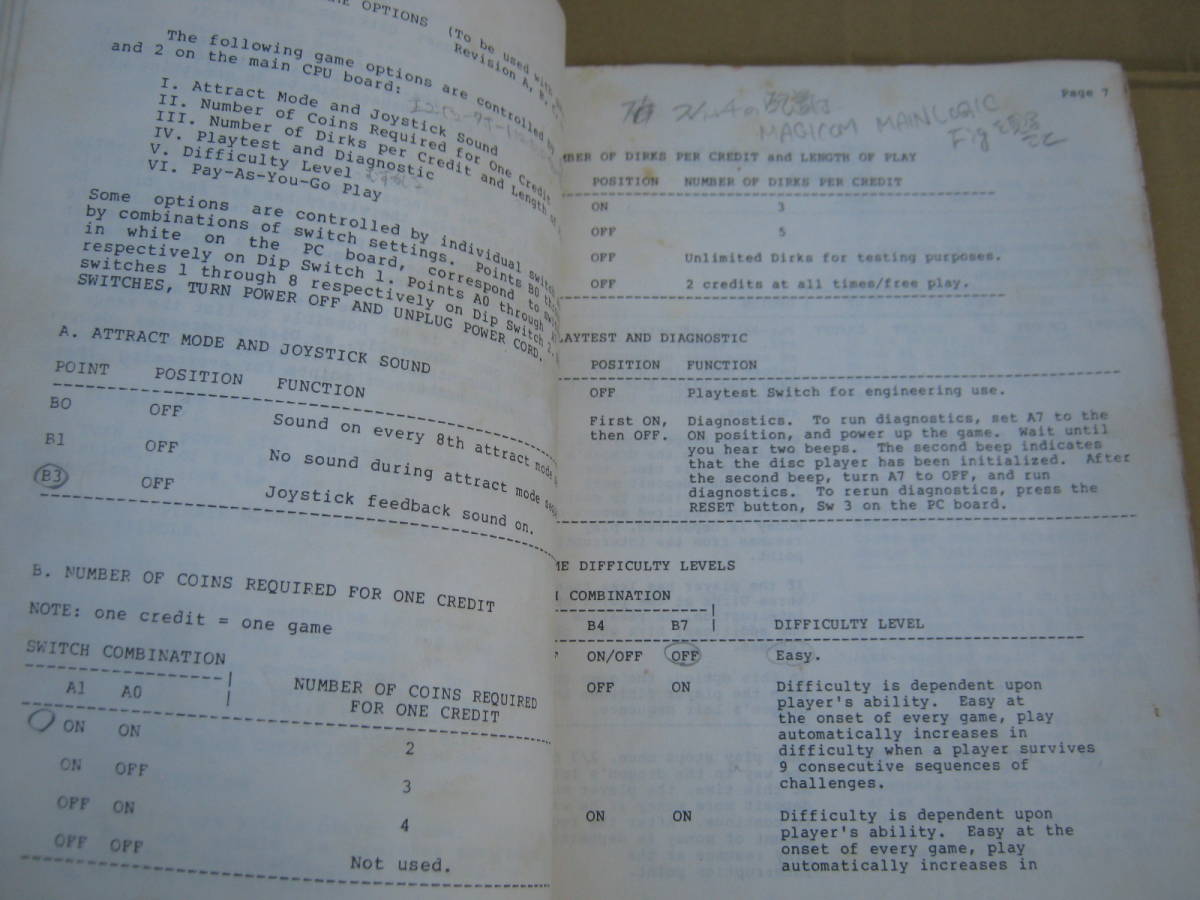 OPTIONS (To be used with
Revision A, B,
The following game options are controlled by
and 2 on the main CPU board:
I. Attract Mode and Joystick Sound
II. Number of Coins Required for One Credit
III. Number of Dirks per Credit and Length of
IV. Playtest and Diagnostic
V. Difficulty Level
VI. Pay-As-You-Go Play
Some options are controlled by individual switch
by combinations of switch settings. Points B0
in white on the PC board, correspond to
respectively on Dip Switch 1. Points A0 through
switches 1 through 8 respectively on Dip Switch 2.
SWITCHES, TURN POWER OFF AND UNPLUG POWER CORD.
A. ATTRACT MODE AND JOYSTICK SOUND
POINT POSITION FUNCTION
B0 OFF Sound on every 8th attract mode
B1 OFF No sound during attract mode
B3 OFF Joystick feedback sound on.
B. NUMBER OF COINS REQUIRED FOR ONE CREDIT
NOTE: one credit = one game
SWITCH COMBINATION
A1 A0 NUMBER OF COINS REQUIRED
FOR ONE CREDIT
ON ON 2
ON OFF 3
OFF ON 4
OFF OFF Not used.
Page 7
MAGICOM MAINLOGIC
Fig
BER OF DIRKS PER CREDIT and LENGTH OF PLAY
POSITION NUMBER OF DIRKS PER CREDIT
ON 3
OFF 5
OFF Unlimited Dirks for testing purposes.
OFF 2 credits at all times/free play.
LAYTEST AND DIAGNOSTIC
POSITION FUNCTION
OFF Playtest Switch for engineering use.
First ON, Diagnostics. To run diagnostics, set A7 to the
then OFF. ON position, and power up the game. Wait until
you hear two beeps. The second beep indicates
that the disc player has been initialized. After
the second beep, turn A7 to OFF, and run
diagnostics. To rerun diagnostics, press the
RESET button, Sw 3 on the PC board.
ME DIFFICULTY LEVELS
COMBINATION
B4 B7 DIFFICULTY LEVEL
ON/OFF OFF Easy.
OFF ON Difficulty is dependent upon
player's ability. Easy at
the onset of every game, play
automatically increases in
difficulty when a player survives
9 consecutive sequences of
challenges.
ON ON Difficulty is dependent upon
player's ability. Easy at the
onset of every game, play
automatically increases in